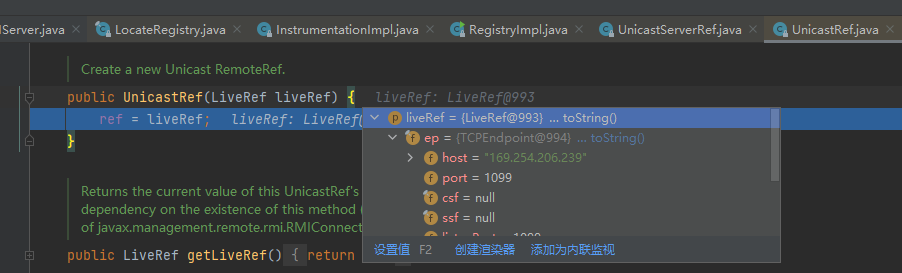 IServer.java × LocateRegistry.java × InstrumentationImpl.java × RegistryImpl.java × UnicastServerRef.java × UnicastRef.java ×
Create a new Unicast RemoteRef.
public UnicastRef(LiveRef liveRef) { liveRef: LiveRef@993
ref = liveRef; liveRef: LiveRef@
liveRef = {LiveRef@993} ... toString()
}
ep = {TCPEndpoint@994} ... toString()
host = "169.254.206.239"
port = 1099
csf = null
Returns the current value of this UnicastRef's
ssf = null
dependency on the existence of this method (
of javax.management.remote.rmi.RMIConnect
设置值 F2 创建渲染器 添加为内联监视
public LiveRef getLiveRef() { return